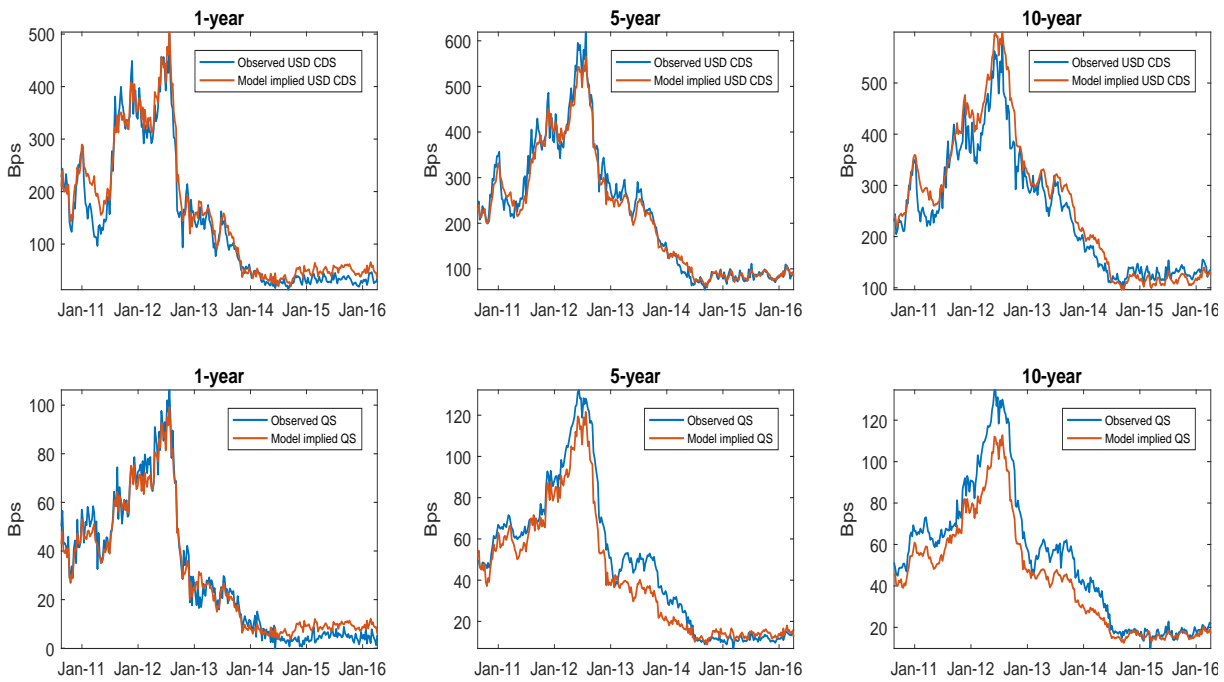 1-year
500
400
300
200
100
Bps
Observed USD CDS
Model implied USD CDS
Jan-11 Jan-12 Jan-13 Jan-14 Jan-15 Jan-16
5-year
600
500
400
300
200
100
Bps
Observed USD CDS
Model implied USD CDS
Jan-11 Jan-12 Jan-13 Jan-14 Jan-15 Jan-16
10-year
500
400
300
200
100
Bps
Observed USD CDS
Model implied USD CDS
Jan-11 Jan-12 Jan-13 Jan-14 Jan-15 Jan-16
1-year
100
80
60
40
20
0
Bps
Observed QS
Model implied QS
Jan-11 Jan-12 Jan-13 Jan-14 Jan-15 Jan-16
5-year
120
100
80
60
40
20
Bps
Observed QS
Model implied QS
Jan-11 Jan-12 Jan-13 Jan-14 Jan-15 Jan-16
10-year
120
100
80
60
40
20
Bps
Observed QS
Model implied QS
Jan-11 Jan-12 Jan-13 Jan-14 Jan-15 Jan-16